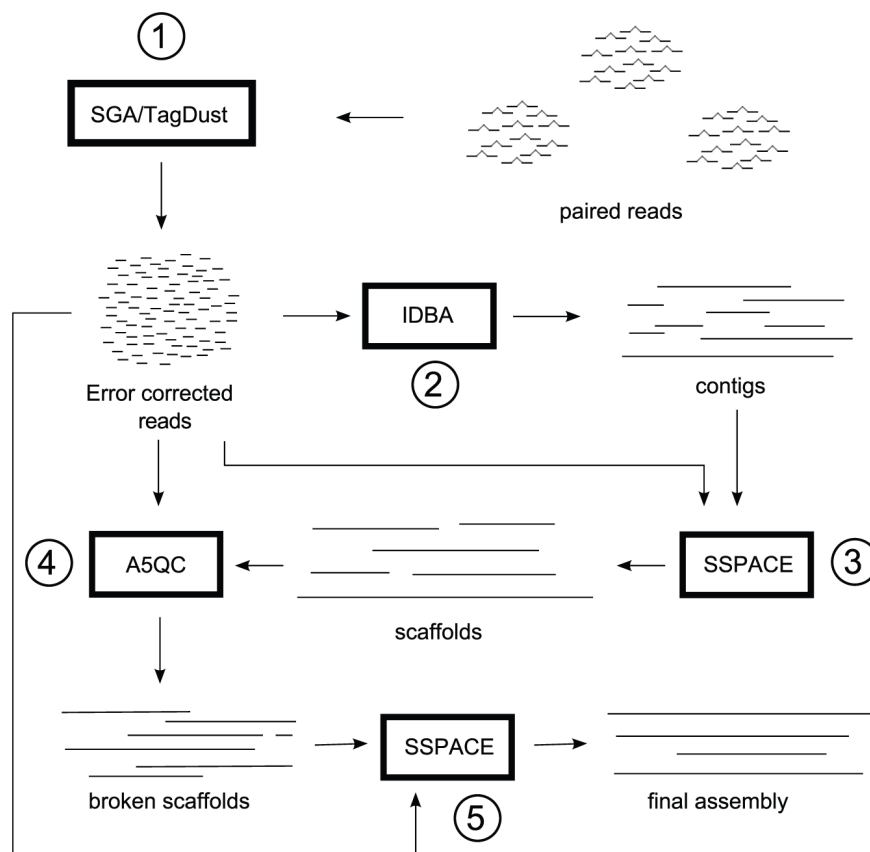 1
SGA/TagDust
paired reads
IDBA
2
Error corrected
reads
contigs
4
A5QC
SSPACE
3
scaffolds
SSPACE
broken scaffolds
5
final assembly